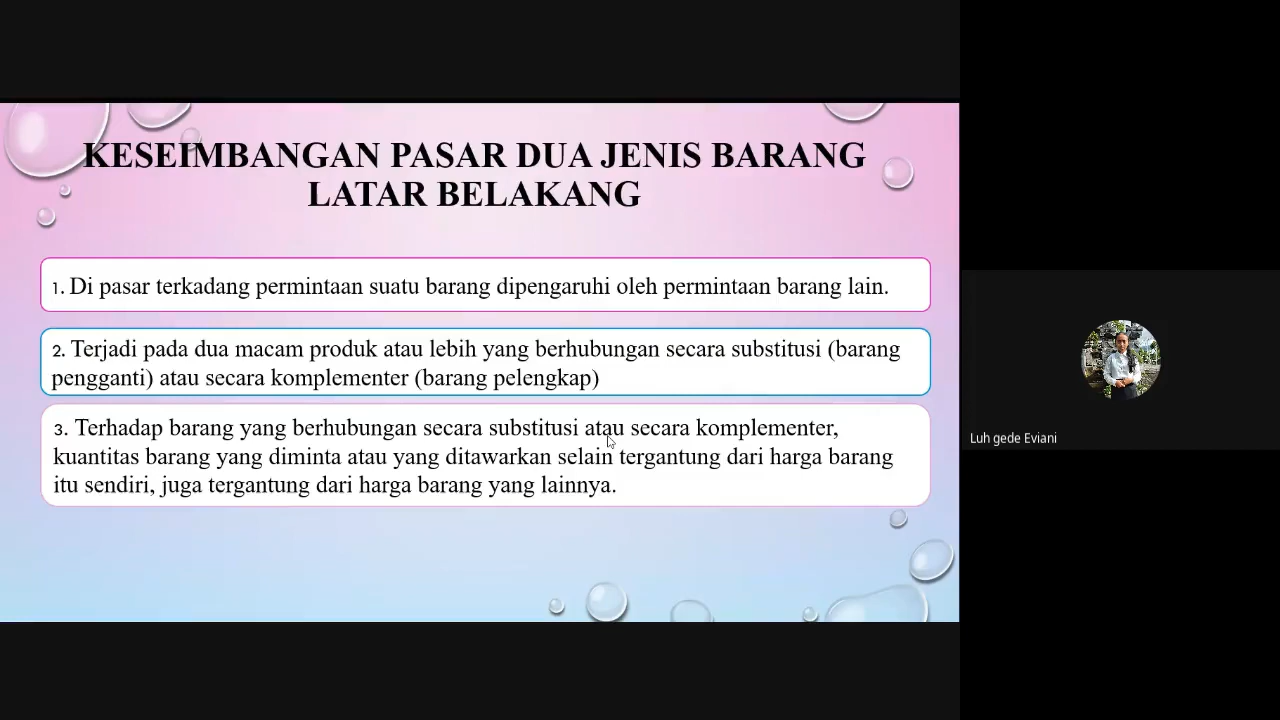 KESEIMBANGAN PASAR DUA JENIS BARANG
LATAR BELAKANG
1. Di pasar terkadang permintaan suatu barang dipengaruhi oleh permintaan barang lain.
2. Terjadi pada dua macam produk atau lebih yang berhubungan secara substitusi (barang
pengganti) atau secara komplementer (barang pelengkap)
3. Terhadap barang yang berhubungan secara substitusi atau secara komplementer,
kuantitas barang yang diminta atau yang ditawarkan selain tergantung dari harga barang
itu sendiri, juga tergantung dari harga barang yang lainnya.
Luh gede Eviani